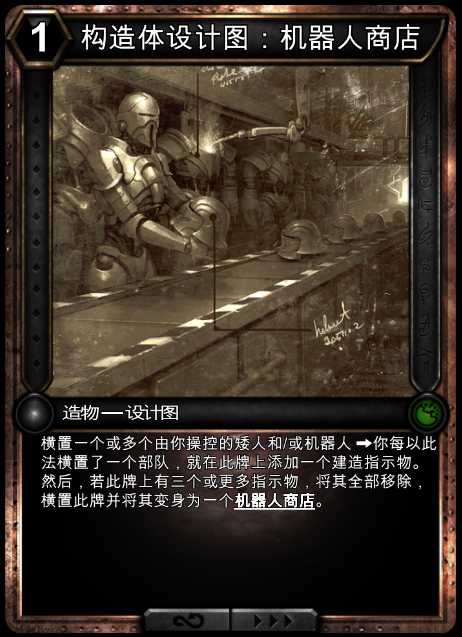 1
构造体设计图：机器人商店
helmet
造物 — 设计图
横置一个或多个由你操控的矮人和/或机器人 ➡你每以此
法横置了一个部队，就在此牌上添加一个建造指示物。
然后，若此牌上有三个或更多指示物，将其全部移除，
横置此牌并将其变身为一个机器人商店。